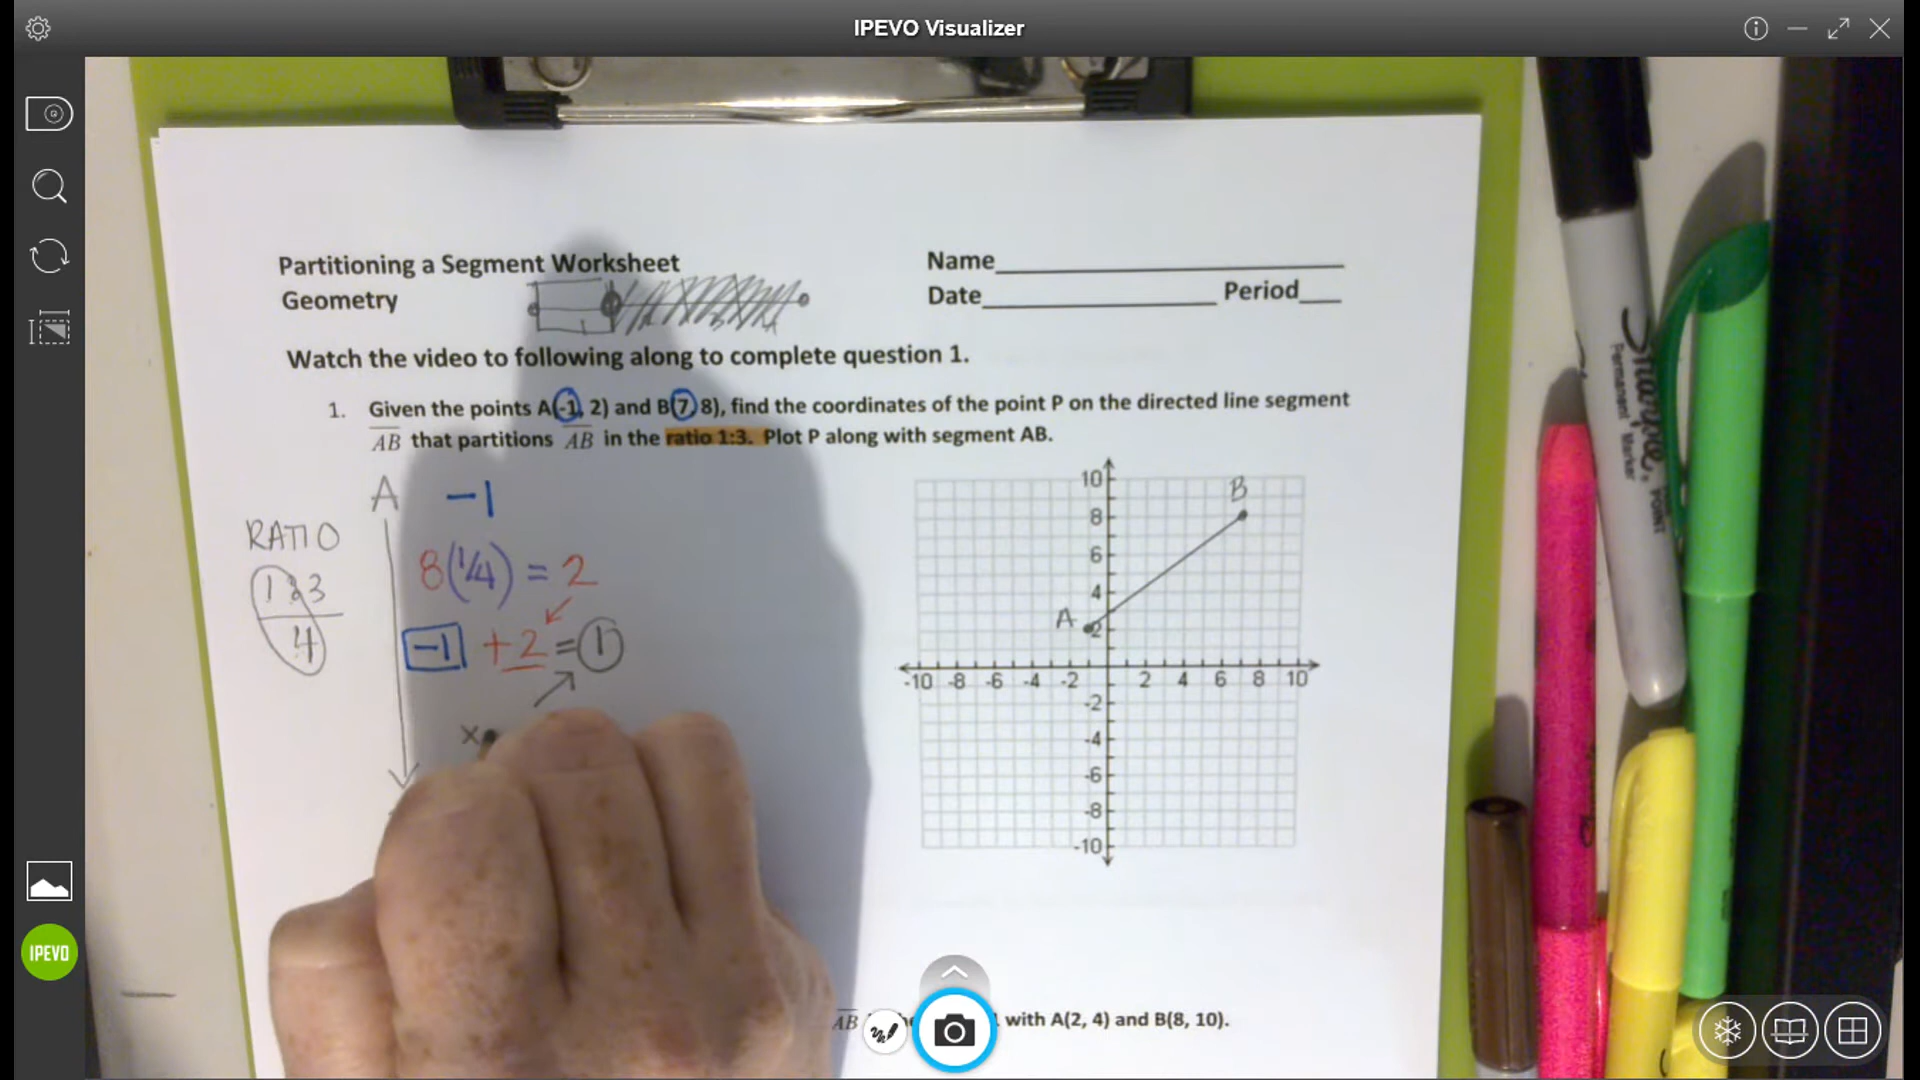 IPEVO Visualizer
Partitioning a Segment Worksheet
Geometry
Name
Date Period
Watch the video to following along to complete question 1.
1. Given the points A(-1, 2) and B(7, 8), find the coordinates of the point P on the directed line segment
AB that partitions AB in the ratio 1:3. Plot P along with segment AB.
A -1
RATIO
1:3
4
8(1/4) = 2
-1 +2 = 1
x
10
8
6
4
2
-10 -8 -6 -4 -2 2 4 6 8 10
-2
-4
-6
-8
-10
A
B
AB with A(2, 4) and B(8, 10).
IPEVO
Sharpie
Permanent Marker